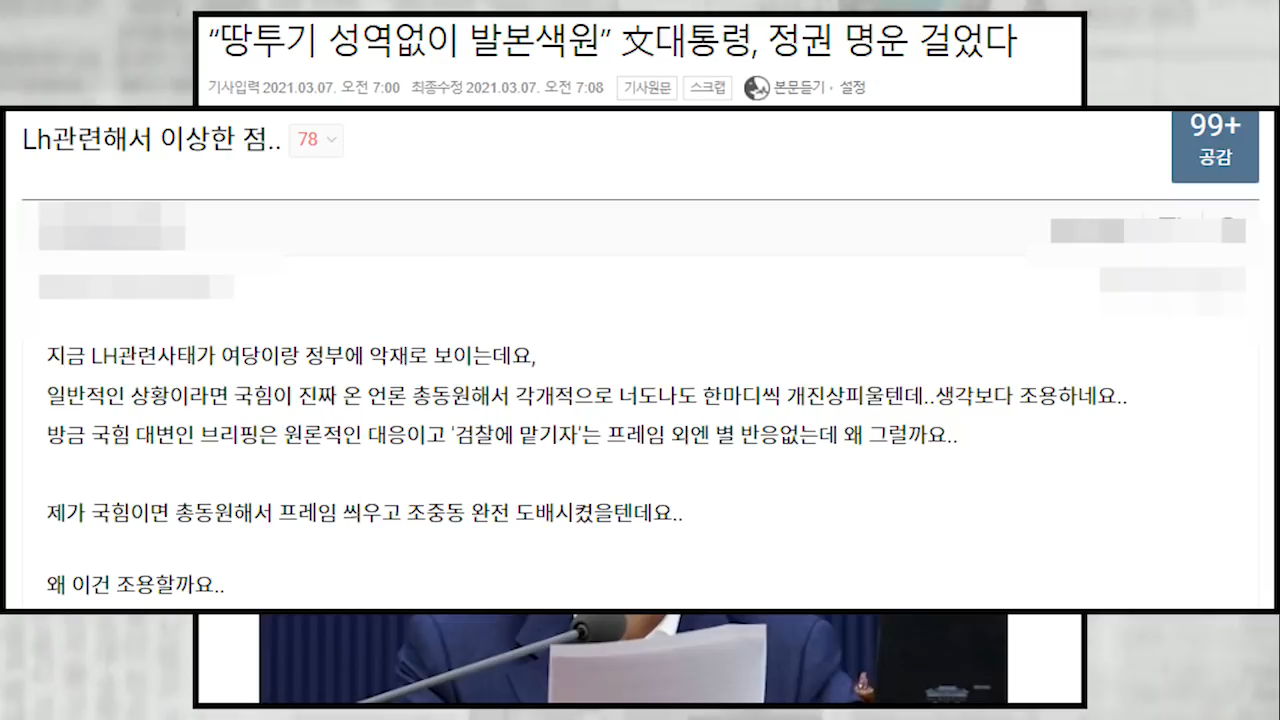 “땅투기 성역없이 발본색원” 文대통령, 정권 명운 걸었다
기사입력 2021.03.07. 오전 7:00 최종수정 2021.03.07. 오전 7:08 기사원문 스크랩 본문듣기 · 설정
Lh관련해서 이상한 점.. 78
99+
공감
지금 LH관련사태가 여당이랑 정부에 악재로 보이는데요,
일반적인 상황이라면 국힘이 진짜 온 언론 총동원해서 각개적으로 너도나도 한마디씩 개진상피울텐데..생각보다 조용하네요..
방금 국힘 대변인 브리핑은 원론적인 대응이고 '검찰에 맡기자'는 프레임 외엔 별 반응없는데 왜 그럴까요..
제가 국힘이면 총동원해서 프레임 씌우고 조중동 완전 도배시켰을텐데요..
왜 이건 조용할까요..